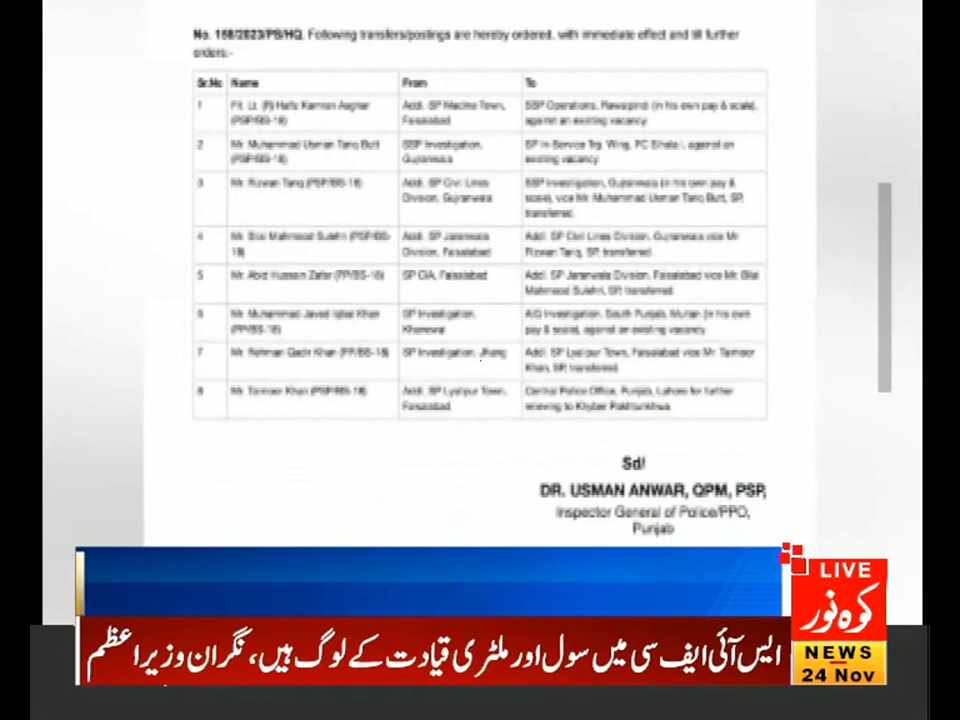 No. 158/2023/PS/HQ. Following transfers/postings are hereby ordered, with immediate effect and till further
orders:-
Sr.No Name From To
1 Flt. Lt. (R) Hafiz Kamran Asghar Addl. SP Madina Town, SSP Operations, Rawalpindi (in his own pay & scale),
(PSP/BS-18) Faisalabad against an existing vacancy.
2 Mr. Muhammad Usman Tariq Butt SSP Investigation, SP In-Service Trg. Wing, PC Sihala I, against an
(PSP/BS-18) Gujranwala existing vacancy
3 Mr. Rizwan Tariq (PSP/BS-18) Addl. SP Civil Lines SSP Investigation, Gujranwala (in his own pay &
Division, Gujranwala scale), vice Mr. Muhammad Usman Tariq Butt, SP,
transferred.
4 Mr. Bilal Mahmood Sulehri (PSP/BS- Addl. SP Jaranwala Addl. SP Civil Lines Division, Gujranwala vice Mr.
18) Division, Faisalabad Rizwan Tariq, SP, transferred.
5 Mr. Abid Hussain Zafar (PP/BS-18) SP CIA, Faisalabad Addl. SP Jaranwala Division, Faisalabad vice Mr. Bilal
Mahmood Sulehri, SP, transferred.
6 Mr. Muhammad Javed Iqbal Khan SP Investigation, AIG Investigation, South Punjab, Multan (in his own
(PP/BS-18) Khanewal pay & scale), against an existing vacancy
7 Mr. Rehman Qadir Khan (PP/BS-18) SP Investigation, Jhang Addl. SP Lyallpur Town, Faisalabad vice Mr. Taimoor
Khan, SP, transferred.
8 Mr. Taimoor Khan (PSP/BS-18) Addl. SP Lyallpur Town, Central Police Office, Punjab, Lahore for further
Faisalabad relieving to Khyber Pakhtunkhwa.
Sd/
DR. USMAN ANWAR, QPM, PSP,
Inspector General of Police/PPO,
Punjab
LIVE
کوہ نور
NEWS
24 Nov
ایس آئی ایف سی میں سول اور ملٹری قیادت کے لوگ ہیں، نگران وزیراعظم